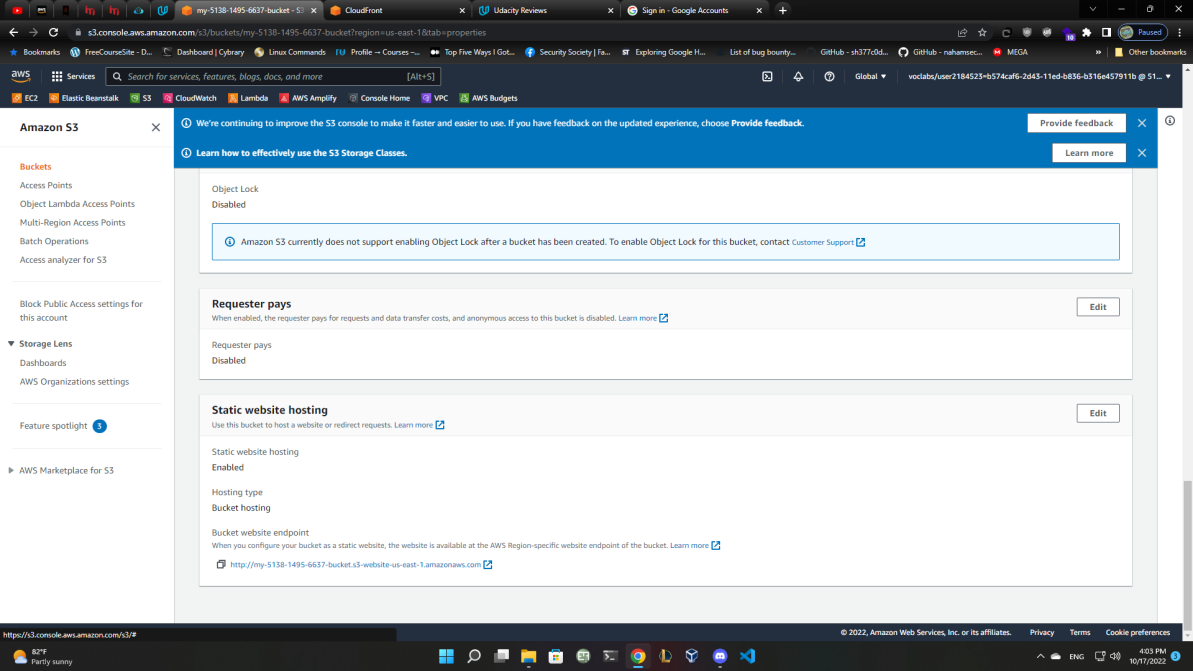 my-5138-1495-6637-bucket - S3
CloudFront
Udacity Reviews
Sign in - Google Accounts
s3.console.aws.amazon.com/s3/buckets/my-5138-1495-6637-bucket?region=us-east-1&tab=properties
Paused
Bookmarks
FreeCourseSite - D...
Dashboard | Cybrary
Linux Commands
Profile → Courses –...
Top Five Ways I Got...
Security Society | Fa...
Exploring Google H...
List of bug bounty...
GitHub - sh377c0d...
GitHub - nahamsec...
MEGA
»
Other bookmarks
aws
Services
Search for services, features, blogs, docs, and more
[Alt+S]
Global
voclabs/user2184523=b574caf6-2d43-11ed-b836-b316e457911b @ 51...
EC2
Elastic Beanstalk
S3
CloudWatch
Lambda
AWS Amplify
Console Home
VPC
AWS Budgets
Amazon S3
We're continuing to improve the S3 console to make it faster and easier to use. If you have feedback on the updated experience, choose Provide feedback.
Provide feedback
Learn how to effectively use the S3 Storage Classes.
Learn more
Buckets
Access Points
Object Lambda Access Points
Multi-Region Access Points
Batch Operations
Access analyzer for S3
Block Public Access settings for
this account
Storage Lens
Dashboards
AWS Organizations settings
Feature spotlight 3
AWS Marketplace for S3
Object Lock
Disabled
Amazon S3 currently does not support enabling Object Lock after a bucket has been created. To enable Object Lock for this bucket, contact Customer Support
Requester pays
Edit
When enabled, the requester pays for requests and data transfer costs, and anonymous access to this bucket is disabled. Learn more
Requester pays
Disabled
Static website hosting
Edit
Use this bucket to host a website or redirect requests. Learn more
Static website hosting
Enabled
Hosting type
Bucket hosting
Bucket website endpoint
When you configure your bucket as a static website, the website is available at the AWS Region-specific website endpoint of the bucket. Learn more
http://my-5138-1495-6637-bucket.s3-website-us-east-1.amazonaws.com
https://s3.console.aws.amazon.com/s3/#
© 2022, Amazon Web Services, Inc. or its affiliates.
Privacy
Terms
Cookie preferences
82°F
Partly sunny
ENG
4:03 PM
10/17/2022
3